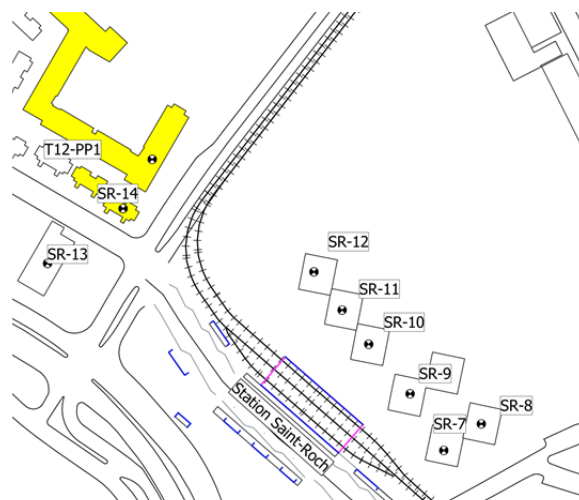 T12-PP1
SR-14
SR-13
SR-12
SR-11
SR-10
SR-9
SR-8
SR-7
Station Saint-Roch